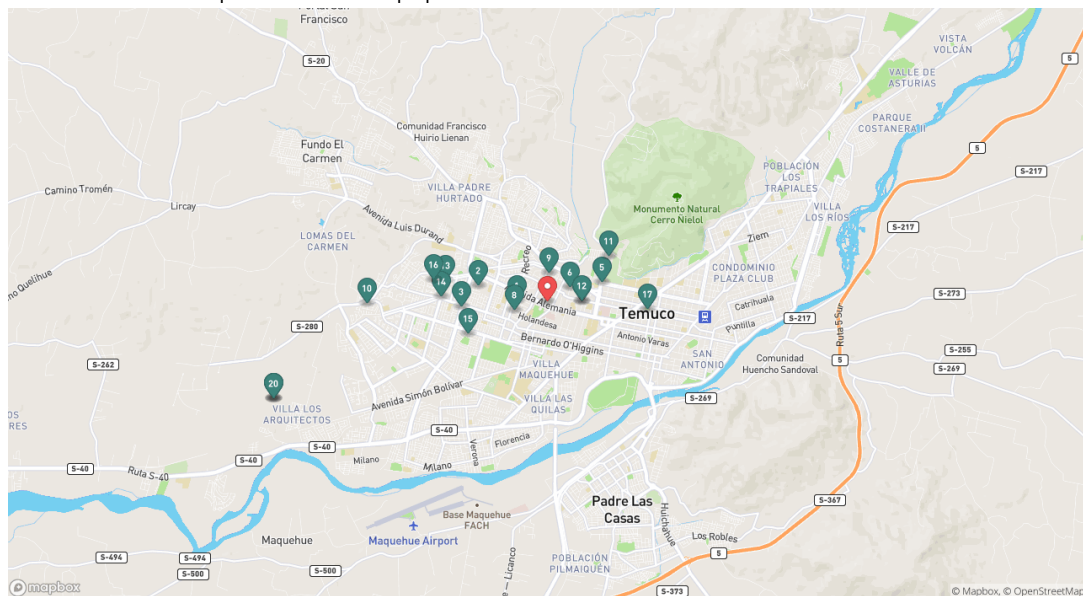 Francisco
S-20
VISTA
VOLCÁN
5
VALLE DE
ASTURIAS
PARQUE
COSTANERA II
Comunidad Francisco
Huirio Lienan
Fundo El
Carmen
5
S-217
POBLACIÓN
LOS
TRAPIALES
Camino Tromén
VILLA PADRE
HURTADO
Monumento Natural
Cerro Ñielol
VILLA
LOS RÍOS
Lircay
Avenida Luis Durand
S-217
LOMAS DEL
CARMEN
Recreo
Ziem
11
9
16
2
6
5
CONDOMINIO
PLAZA CLUB
10
14
3
8
12
17
S-273
Avenida Alemania
Temuco
Catrihuala
15
Holandesa
S-217
Puntilla
S-280
Antonio Varas
Ruta 5 Sur
Bernardo O'Higgins
SAN
ANTONIO
S-255
S-262
VILLA
MAQUEHUE
Comunidad
Huencho Sandoval
5
S-269
20
Avenida Simón Bolívar
VILLA LOS
ARQUITECTOS
VILLA LAS
QUILAS
S-269
S-40
Florencia
S-40
Verona
Milano
Milano
S-40
S-40
Ruta S-40
Padre Las
Casas
S-367
Base Maquehue
FACH
Huichahue
Maquehue
Maquehue Airport
Los Robles
5
S-494
S-494
S-500
S-500
Licanco
POBLACIÓN
PILMAIQUÉN
S-373
mapbox
© Mapbox, © OpenStreetMap